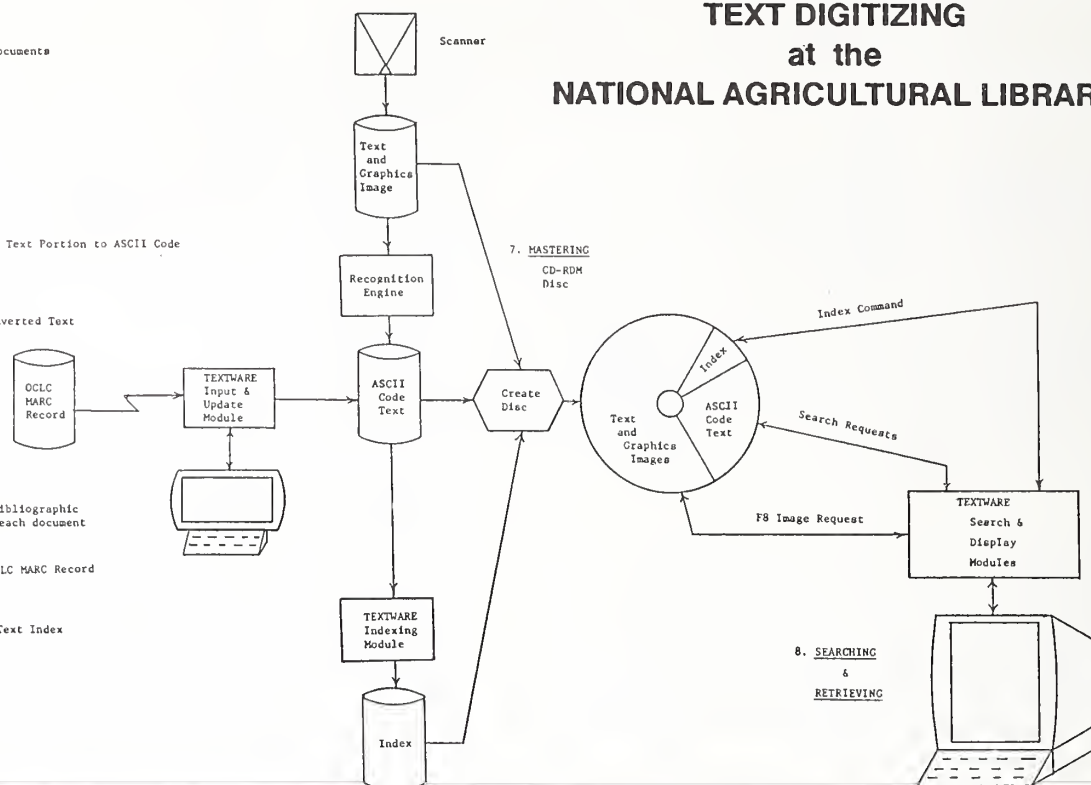 TEXT DIGITIZING
at the
NATIONAL AGRICULTURAL LIBRAR
ocuments
Scanner
Text
and
Graphics
Image
Text Portion to ASCII Code
7. MASTERING
CD-RDM
Disc
Recognition
Engine
verted Text
OCLC
MARC
Record
TEXTWARE
Input &
Update
Module
ASCII
Code
Text
Create
Disc
Text
and
Graphics
Images
Index
ASCII
Code
Text
Index Command
Search Requests
F8 Image Request
TEXTWARE
Search &
Display
Modules
ibliographic
each document
LC MARC Record
Text Index
TEXTWARE
Indexing
Module
Index
8. SEARCHING
&
RETRIEVING